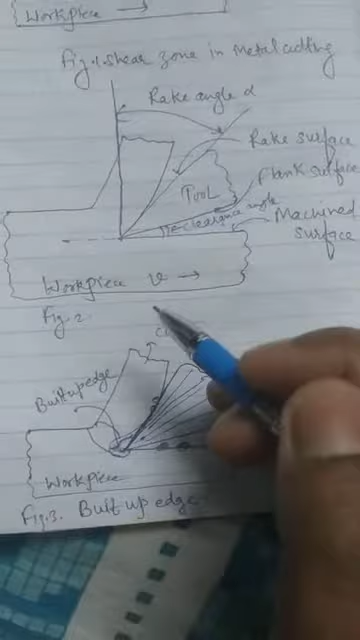 Workpiece →
Fig 1. shear zone in Metal cutting
Rake angle α
Rake surface
Flank surface
Tool
clearance angle
Machined
surface
Workpiece v →
Fig 2.
Built up edge
Workpiece
Fig. 3. Built up edge